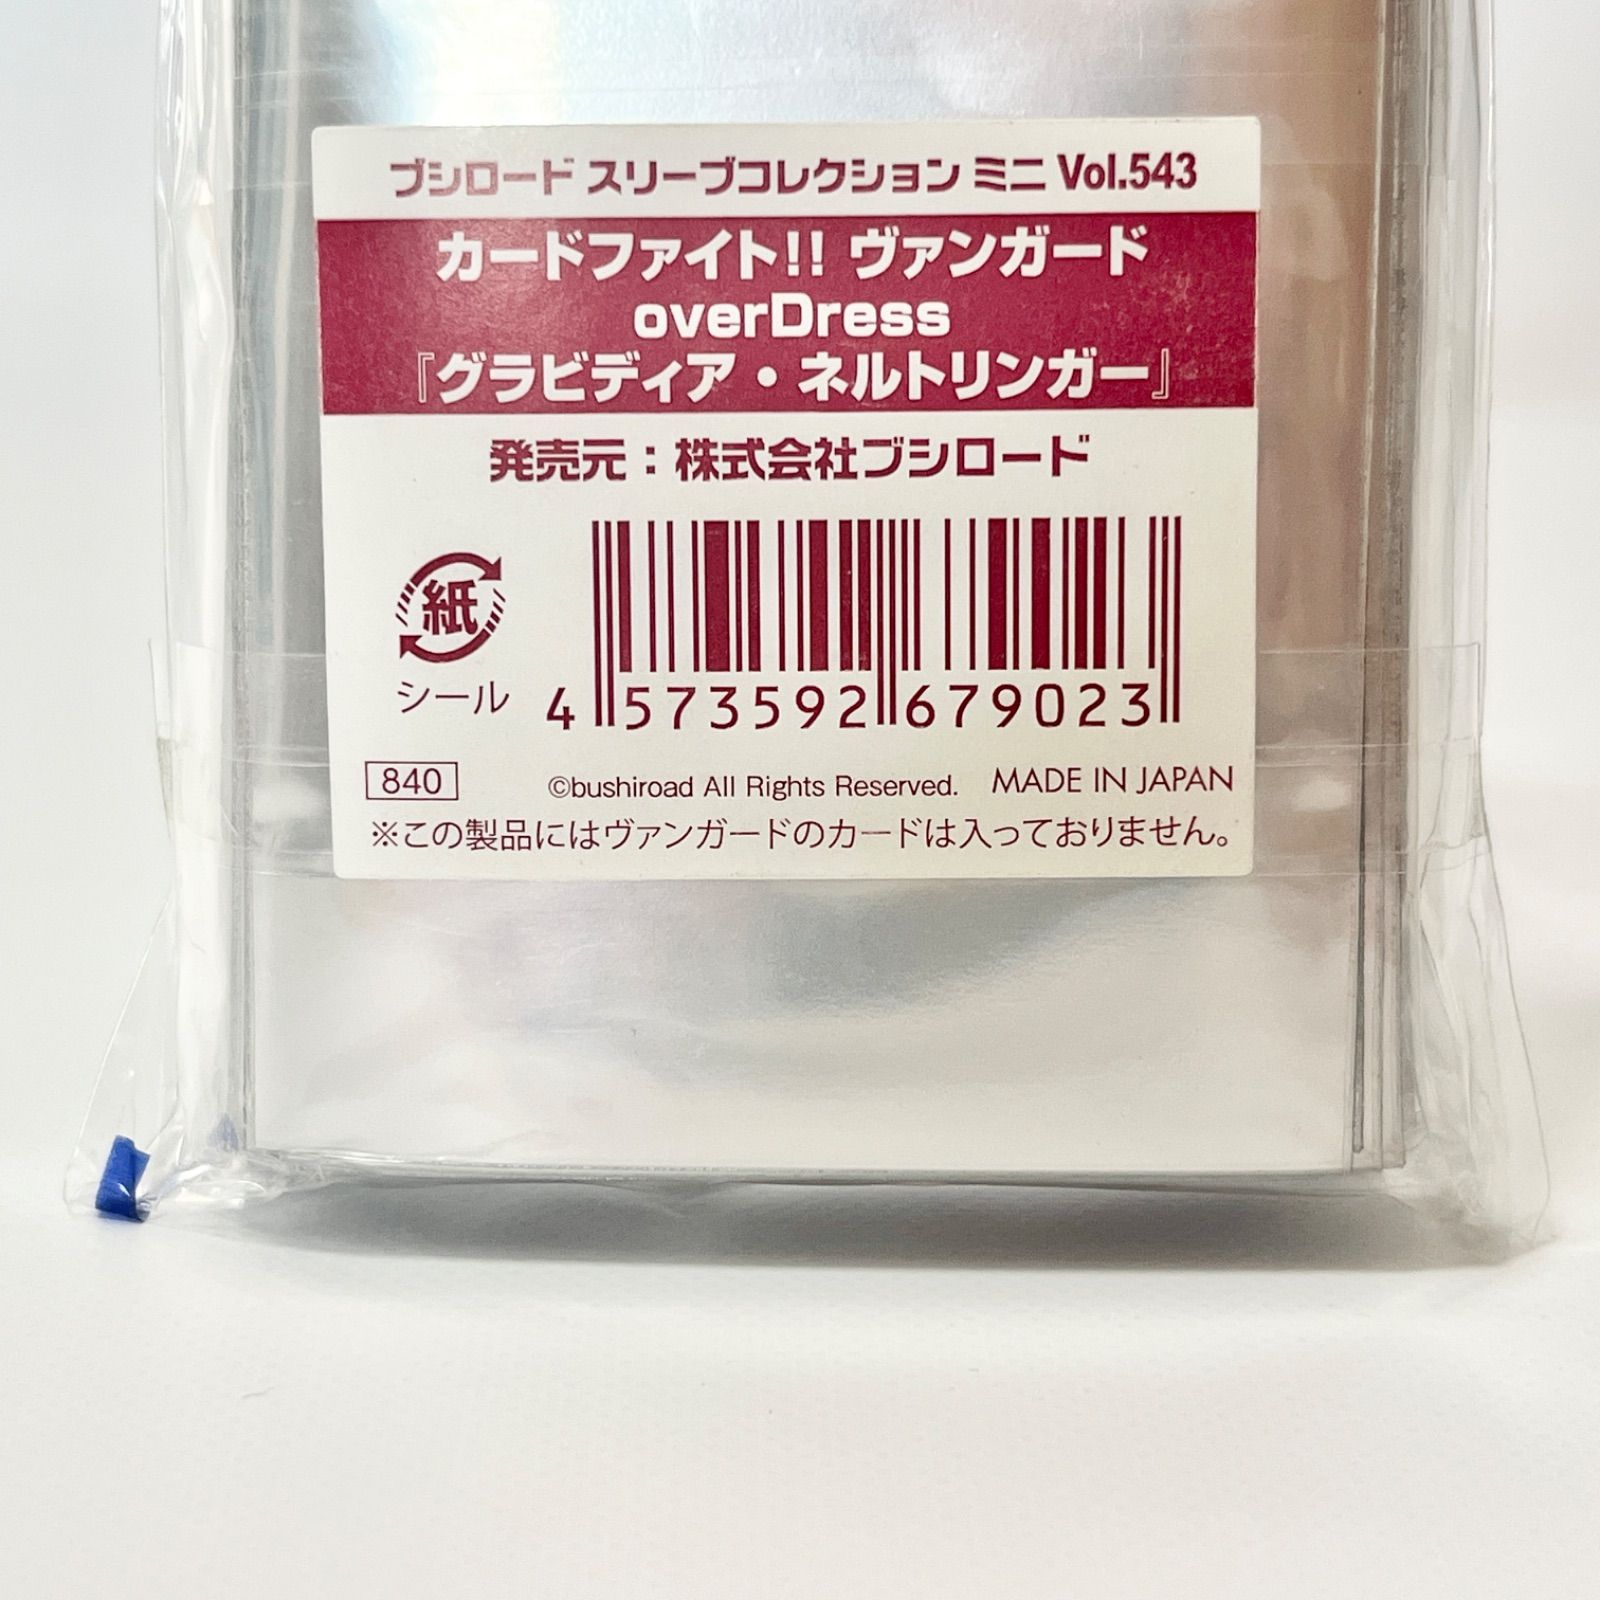 ブシロード スリーブコレクション ミニ Vol.543
カードファイト!! ヴァンガード
overDress
『グラビディア・ネルトリンガー』
発売元：株式会社ブシロード
紙
シール
4 573592 679023
840
©bushiroad All Rights Reserved. MADE IN JAPAN
※この製品にはヴァンガードのカードは入っておりません。